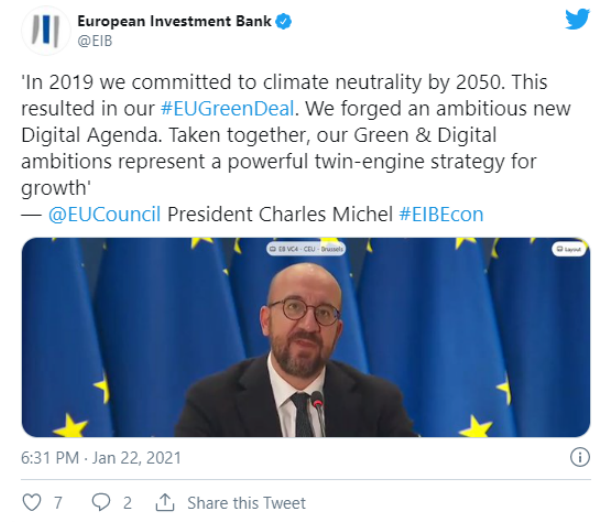 European Investment Bank
@EIB
'In 2019 we committed to climate neutrality by 2050. This
resulted in our #EUGreenDeal. We forged an ambitious new
Digital Agenda. Taken together, our Green & Digital
ambitions represent a powerful twin-engine strategy for
growth'
— @EUCouncil President Charles Michel #EIBEcon
EB VC4 - CEU - Brussels
Layout
6:31 PM · Jan 22, 2021
7 2 Share this Tweet